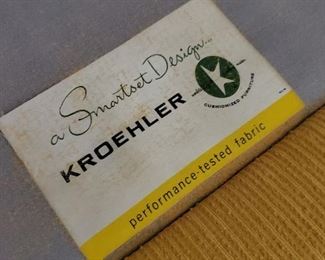 a Smartset Design...
KROEHLER
K
CUSHIONIZED FURNITURE
performance-tested fabric